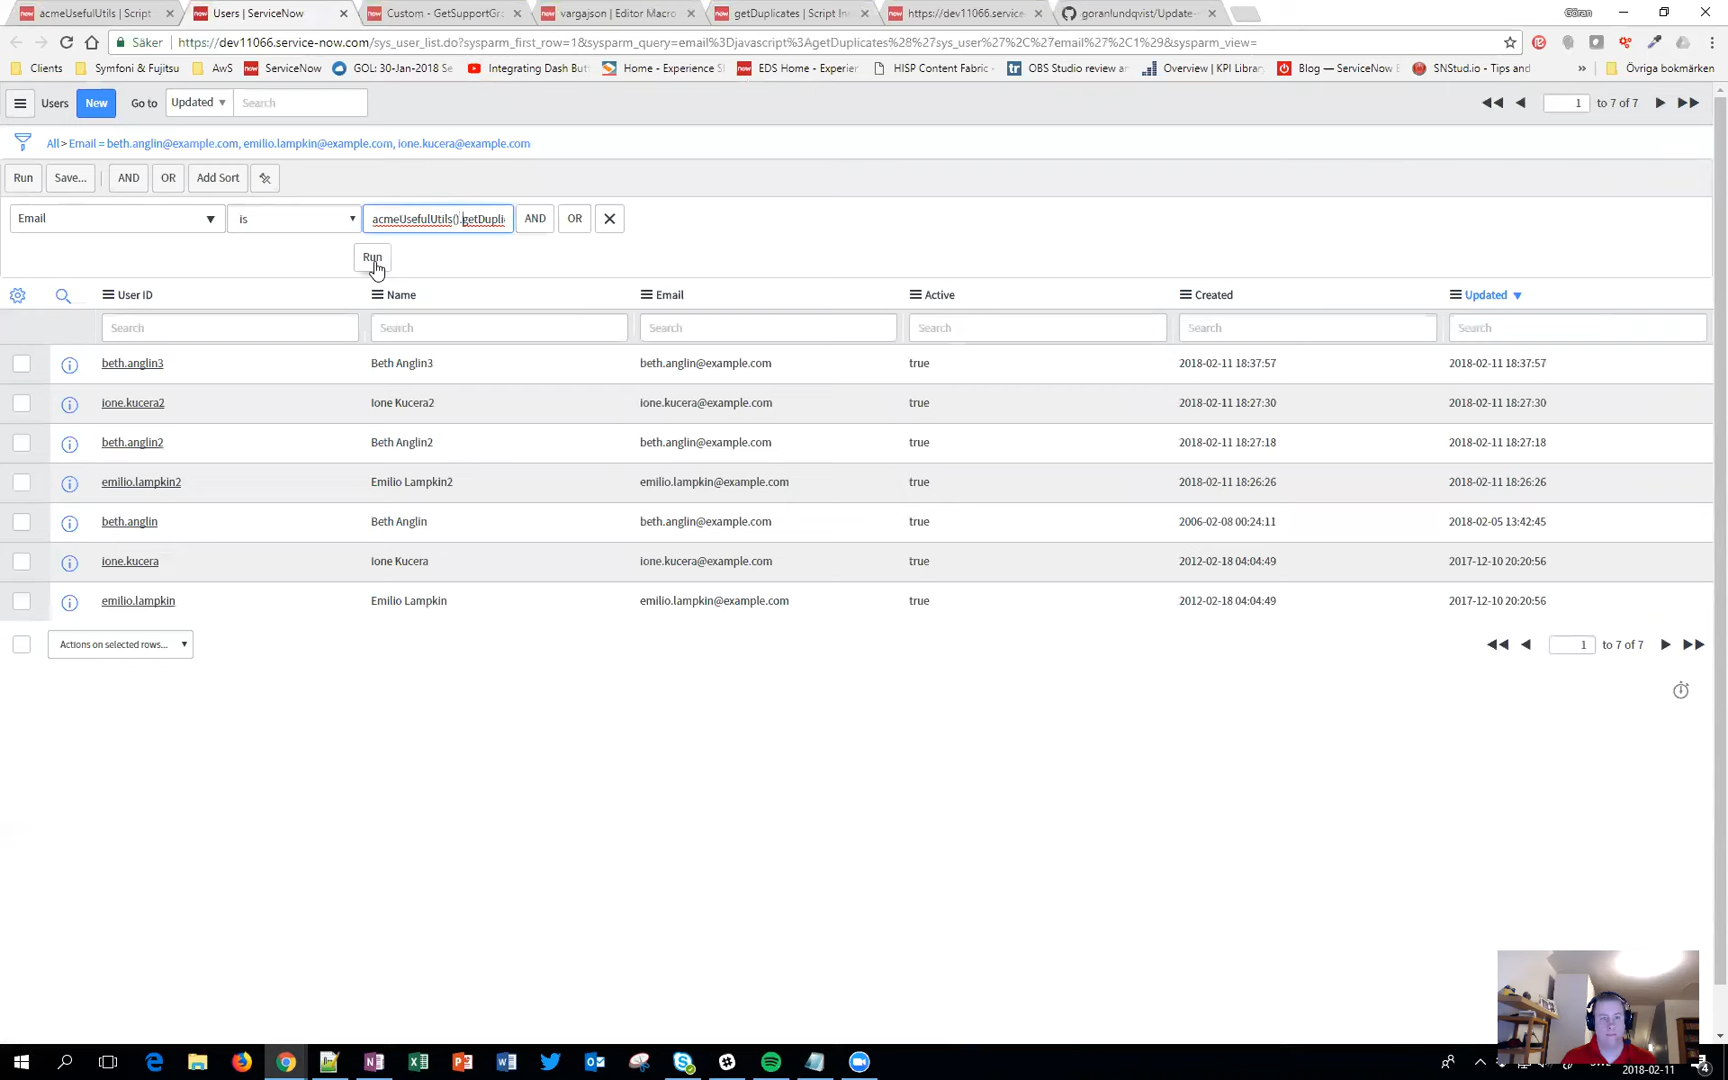 acmeUsefulUtils | Script
Users | ServiceNow
Custom - GetSupportGr
vargajson | Editor Macro
getDuplicates | Script In
https://dev11066.service-
goranlundqvist/Update-
Göran
Säker
https://dev11066.service-now.com/sys_user_list.do?sysparm_first_row=1&sysparm_query=email%3Djavascript%3AgetDuplicates%28%27sys_user%27%2C%27email%27%2C1%29&sysparm_view=
Clients
Symfoni & Fujitsu
AwS
ServiceNow
GOL: 30-Jan-2018 Se
Integrating Dash But
Home - Experience S
EDS Home - Experier
HISP Content Fabric -
OBS Studio review ar
Overview | KPI Librar
Blog — ServiceNow E
SNStud.io - Tips and
»
Övriga bokmärken
Users New Go to Updated Search
1 to 7 of 7
All > Email = beth.anglin@example.com, emilio.lampkin@example.com, ione.kucera@example.com
Run Save... AND OR Add Sort
Email is acmeUsefulUtils().getDupli AND OR
Run
User ID Name Email Active Created Updated
Search Search Search Search Search Search
beth.anglin3 Beth Anglin3 beth.anglin@example.com true 2018-02-11 18:37:57 2018-02-11 18:37:57
ione.kucera2 Ione Kucera2 ione.kucera@example.com true 2018-02-11 18:27:30 2018-02-11 18:27:30
beth.anglin2 Beth Anglin2 beth.anglin@example.com true 2018-02-11 18:27:18 2018-02-11 18:27:18
emilio.lampkin2 Emilio Lampkin2 emilio.lampkin@example.com true 2018-02-11 18:26:26 2018-02-11 18:26:26
beth.anglin Beth Anglin beth.anglin@example.com true 2006-02-08 00:24:11 2018-02-05 13:42:45
ione.kucera Ione Kucera ione.kucera@example.com true 2012-02-18 04:04:49 2017-12-10 20:20:56
emilio.lampkin Emilio Lampkin emilio.lampkin@example.com true 2012-02-18 04:04:49 2017-12-10 20:20:56
Actions on selected rows...
1 to 7 of 7
2018-02-11
4